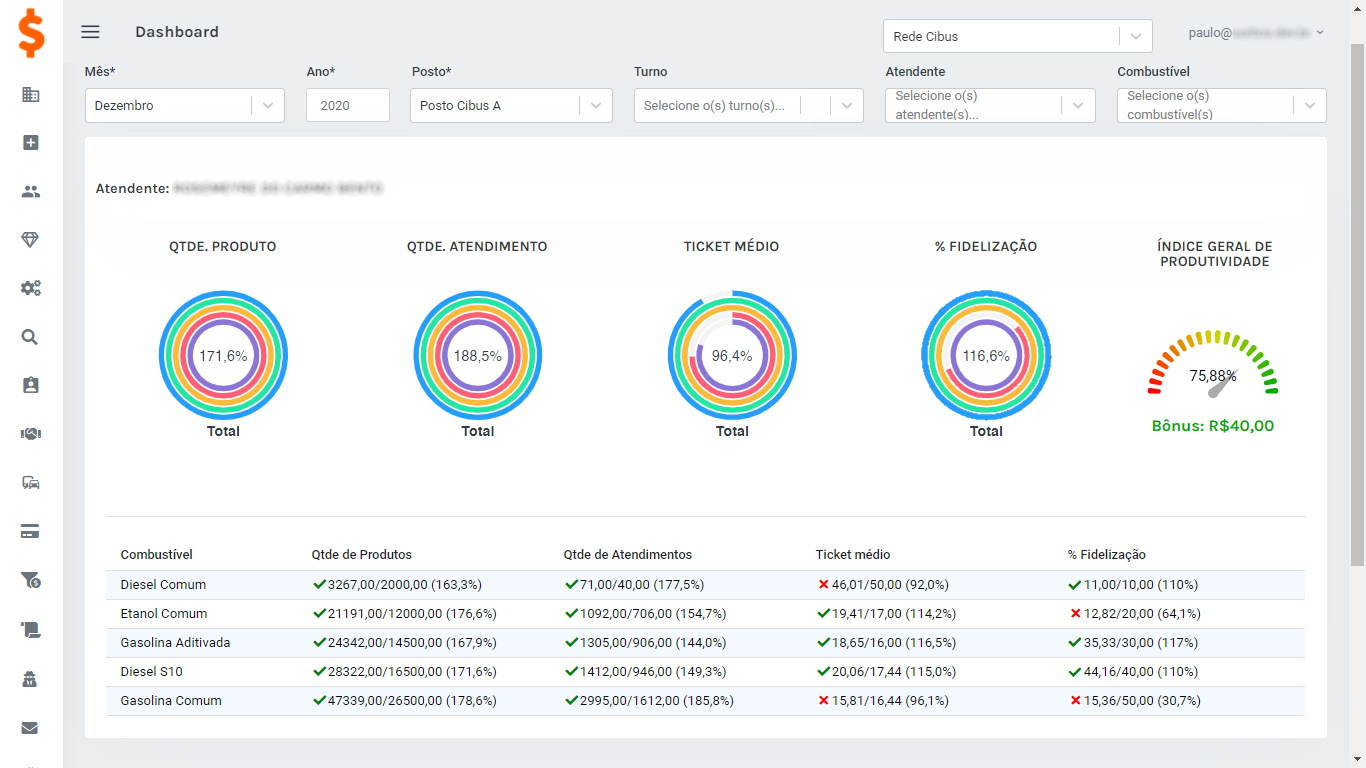 Dashboard
Rede Cibus
paulo@
Mês*
Ano*
Posto*
Turno
Atendente
Combustível
Dezembro
2020
Posto Cibus A
Selecione o(s) turno(s)...
Selecione o(s)
atendente(s)...
Selecione o(s)
combustível(s)
Atendente:
QTDE. PRODUTO
QTDE. ATENDIMENTO
TICKET MÉDIO
% FIDELIZAÇÃO
ÍNDICE GERAL DE
PRODUTIVIDADE
171,6%
188,5%
96,4%
116,6%
75,88%
Total
Total
Total
Total
Bônus: R$40,00
Combustível Qtde de Produtos Qtde de Atendimentos Ticket médio % Fidelização
Diesel Comum 3267,00/2000,00 (163,3%) 71,00/40,00 (177,5%) 46,01/50,00 (92,0%) 11,00/10,00 (110%)
Etanol Comum 21191,00/12000,00 (176,6%) 1092,00/706,00 (154,7%) 19,41/17,00 (114,2%) 12,82/20,00 (64,1%)
Gasolina Aditivada 24342,00/14500,00 (167,9%) 1305,00/906,00 (144,0%) 18,65/16,00 (116,5%) 35,33/30,00 (117%)
Diesel S10 28322,00/16500,00 (171,6%) 1412,00/946,00 (149,3%) 20,06/17,44 (115,0%) 44,16/40,00 (110%)
Gasolina Comum 47339,00/26500,00 (178,6%) 2995,00/1612,00 (185,8%) 15,81/16,44 (96,1%) 15,36/50,00 (30,7%)